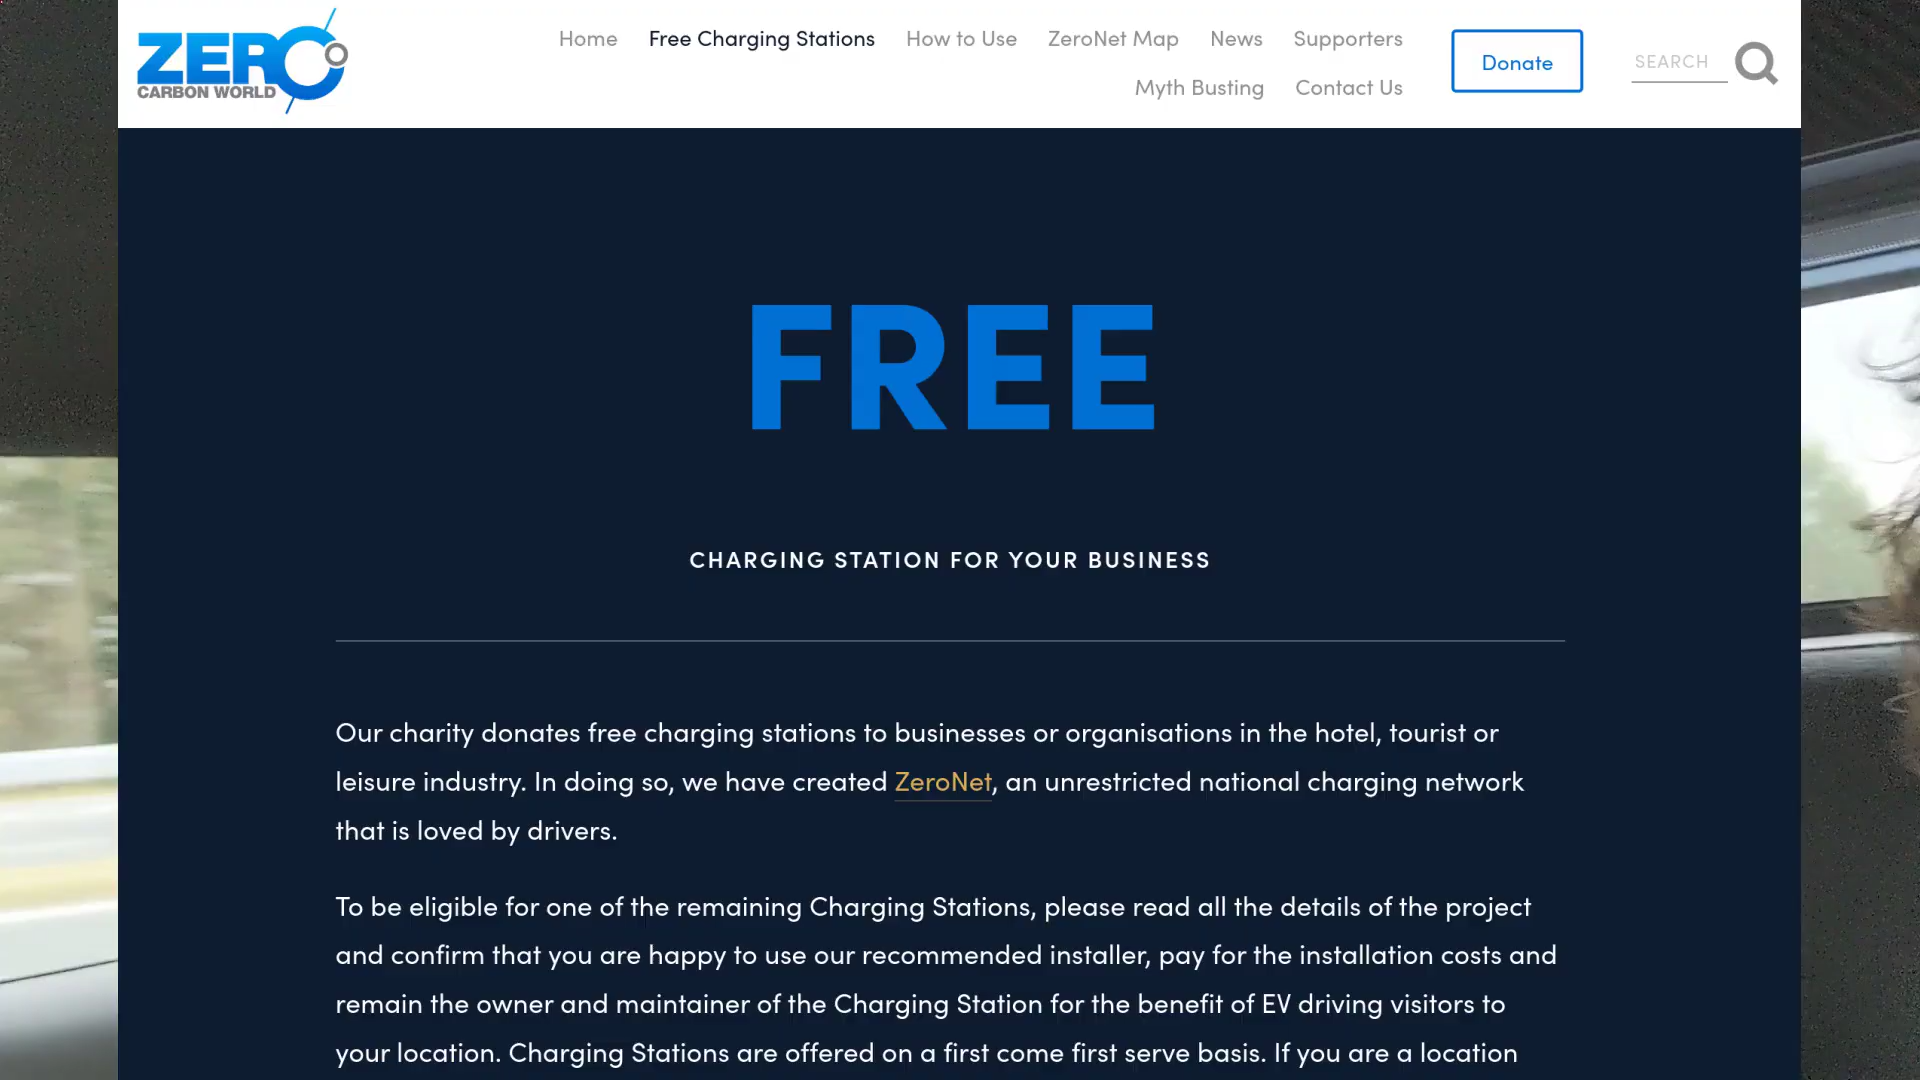 ZERO
CARBON WORLD
Home Free Charging Stations How to Use ZeroNet Map News Supporters
Myth Busting Contact Us
Donate
SEARCH
FREE
CHARGING STATION FOR YOUR BUSINESS
Our charity donates free charging stations to businesses or organisations in the hotel, tourist or
leisure industry. In doing so, we have created ZeroNet, an unrestricted national charging network
that is loved by drivers.
To be eligible for one of the remaining Charging Stations, please read all the details of the project
and confirm that you are happy to use our recommended installer, pay for the installation costs and
remain the owner and maintainer of the Charging Station for the benefit of EV driving visitors to
your location. Charging Stations are offered on a first come first serve basis. If you are a location